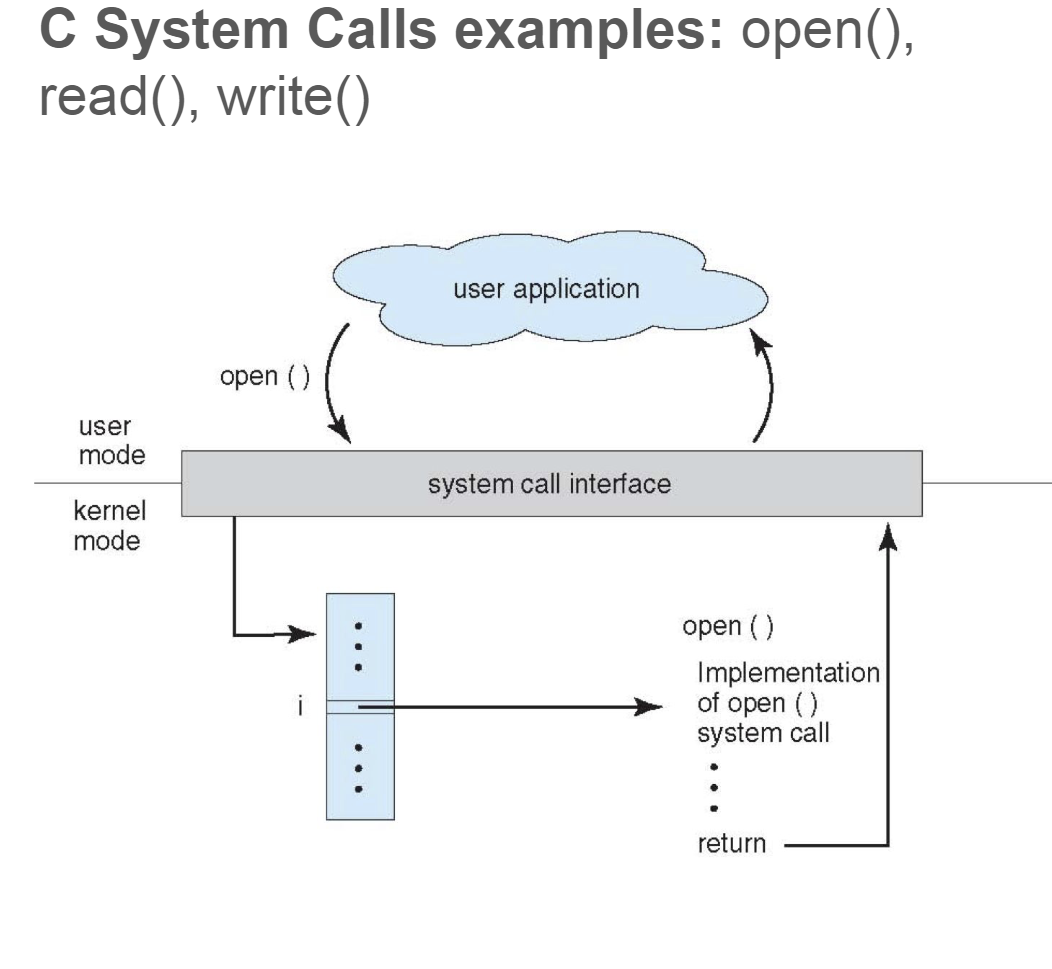 C System Calls examples: open(),
read(), write()
user application
open ( )
user
mode
system call interface
kernel
mode
open ( )
Implementation
of open ( )
system call
i
return